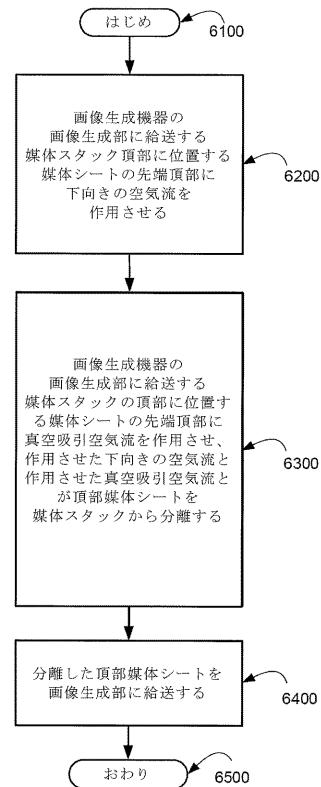 はじめ
6100
画像生成機器の
画像生成部に給送する
媒体スタック頂部に位置する
媒体シートの先端頂部に
下向きの空気流を
作用させる
6200
画像生成機器の
画像生成部に給送する
媒体スタックの頂部に位置す
る媒体シートの先端頂部に
真空吸引空気流を作用させ、
作用させた下向きの空気流と
作用させた真空吸引空気流と
が頂部媒体シートを
媒体スタックから分離する
6300
分離した頂部媒体シートを
画像生成部に給送する
6400
おわり
6500